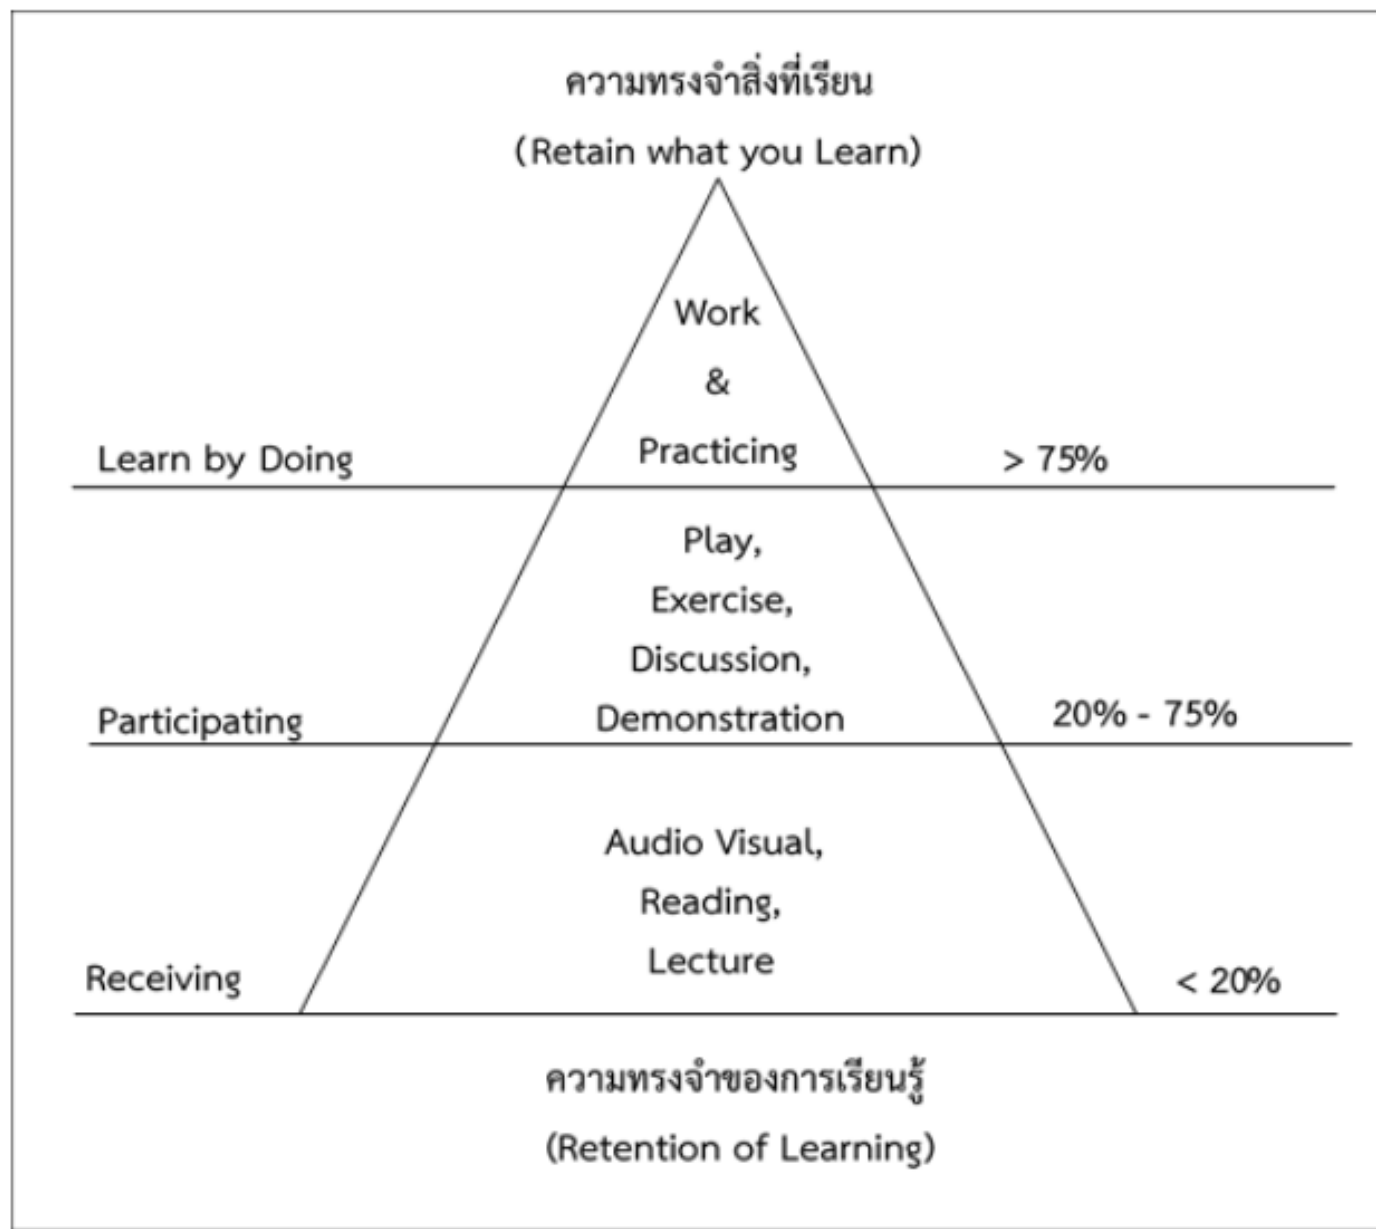 ความทรงจำสิ่งที่เรียน
(Retain what you Learn)
Work
&
Practicing
Learn by Doing
> 75%
Play,
Exercise,
Discussion,
Demonstration
Participating
20% - 75%
Audio Visual,
Reading,
Lecture
Receiving
< 20%
ความทรงจำของการเรียนรู้
(Retention of Learning)